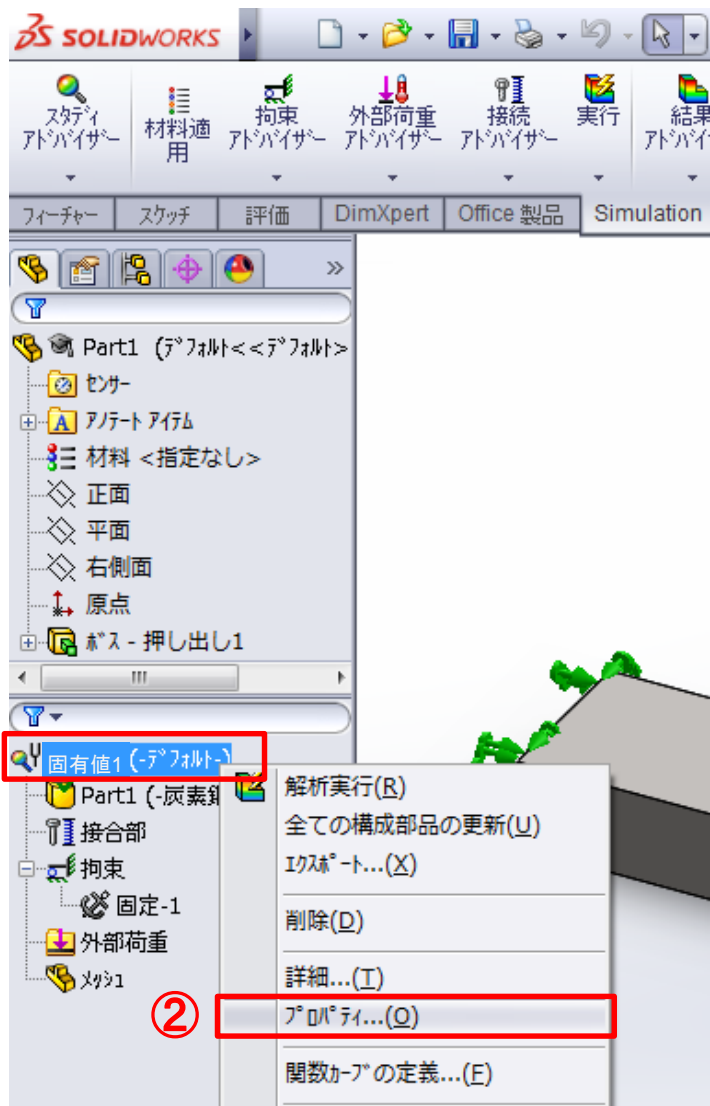 SOLIDWORKS
スタディ
アドバイザー
材料適
用
拘束
アドバイザー
外部荷重
アドバイザー
接続
アドバイザー
実行
結果
フィーチャー スケッチ 評価 DimXpert Office 製品 Simulation
Part1 (デフォルト<<デフォルト>
センサー
A アノテート アイテム
材料 <指定なし>
正面
平面
右側面
原点
ボス - 押し出し1
固有値1 (-デフォルト-)
Part1 (-炭素鋼
接合部
拘束
固定-1
外部荷重
メッシュ
解析実行(R)
全ての構成部品の更新(U)
エクスポート...(X)
削除(D)
詳細...(T)
②
プロパティ...(O)
関数カーブの定義...(F)